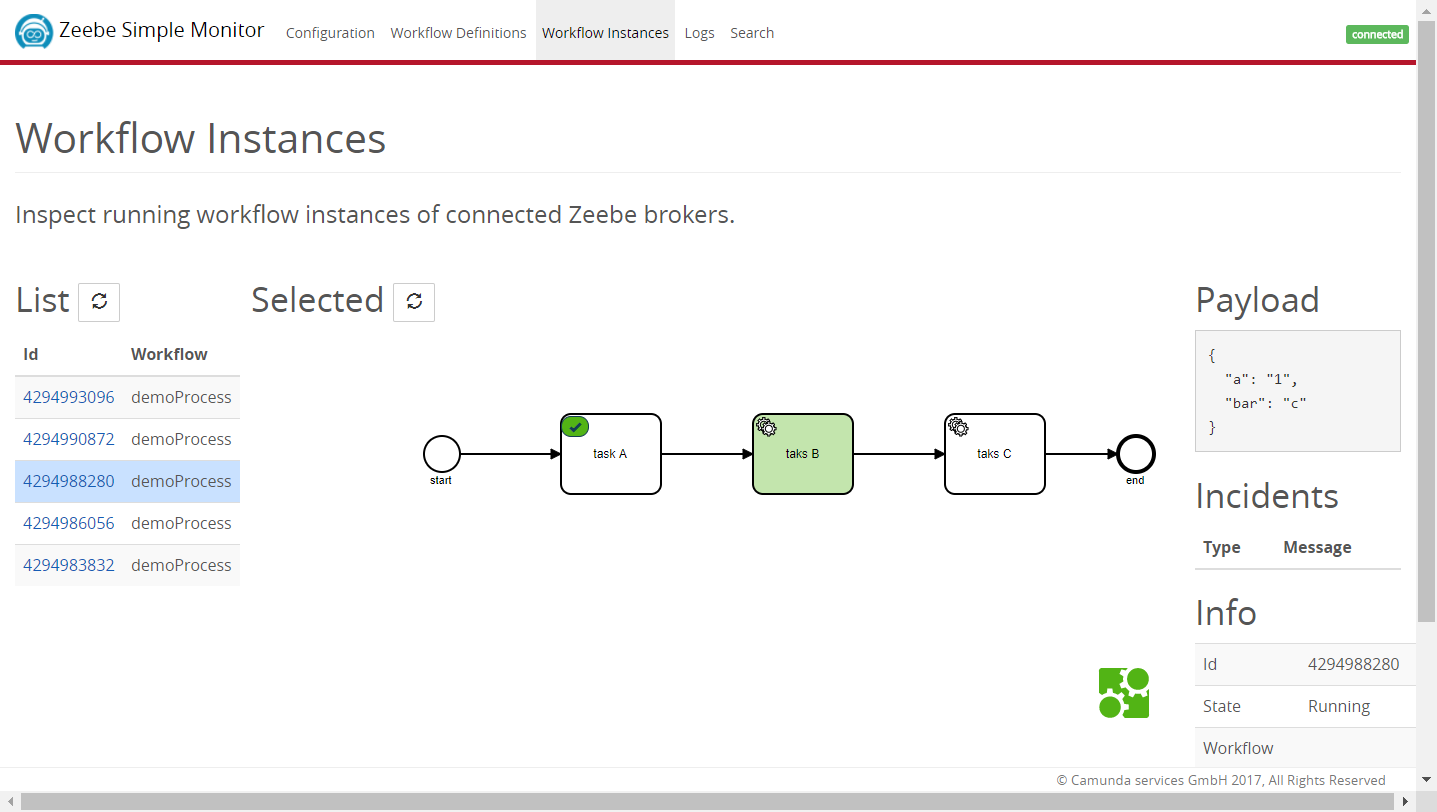 Zeebe Simple Monitor Configuration Workflow Definitions Workflow Instances Logs Search connected
Workflow Instances
Inspect running workflow instances of connected Zeebe brokers.
List
Id Workflow
4294993096 demoProcess
4294990872 demoProcess
4294988280 demoProcess
4294986056 demoProcess
4294983832 demoProcess
Selected
start
task A
taks B
taks C
end
Payload
{
"a": "1",
"bar": "c"
}
Incidents
Type Message
Info
Id 4294988280
State Running
Workflow
© Camunda services GmbH 2017, All Rights Reserved